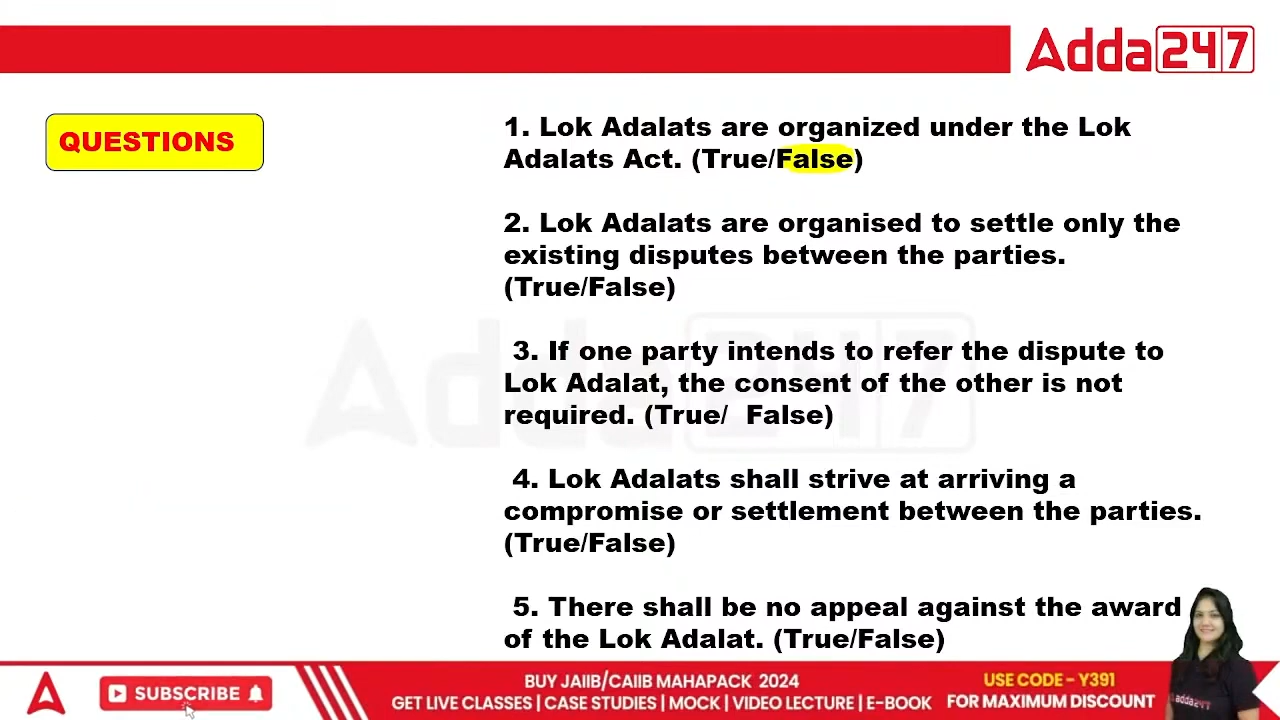 Adda247
QUESTIONS
1. Lok Adalats are organized under the Lok
Adalats Act. (True/False)
2. Lok Adalats are organised to settle only the
existing disputes between the parties.
(True/False)
3. If one party intends to refer the dispute to
Lok Adalat, the consent of the other is not
required. (True/ False)
4. Lok Adalats shall strive at arriving a
compromise or settlement between the parties.
(True/False)
5. There shall be no appeal against the award
of the Lok Adalat. (True/False)
Adda247
adda247
SUBSCRIBE
BUY JAIIB/CAIIB MAHAPACK 2024
GET LIVE CLASSES | CASE STUDIES | MOCK | VIDEO LECTURE | E-BOOK
USE CODE - Y391
FOR MAXIMUM DISCOUNT